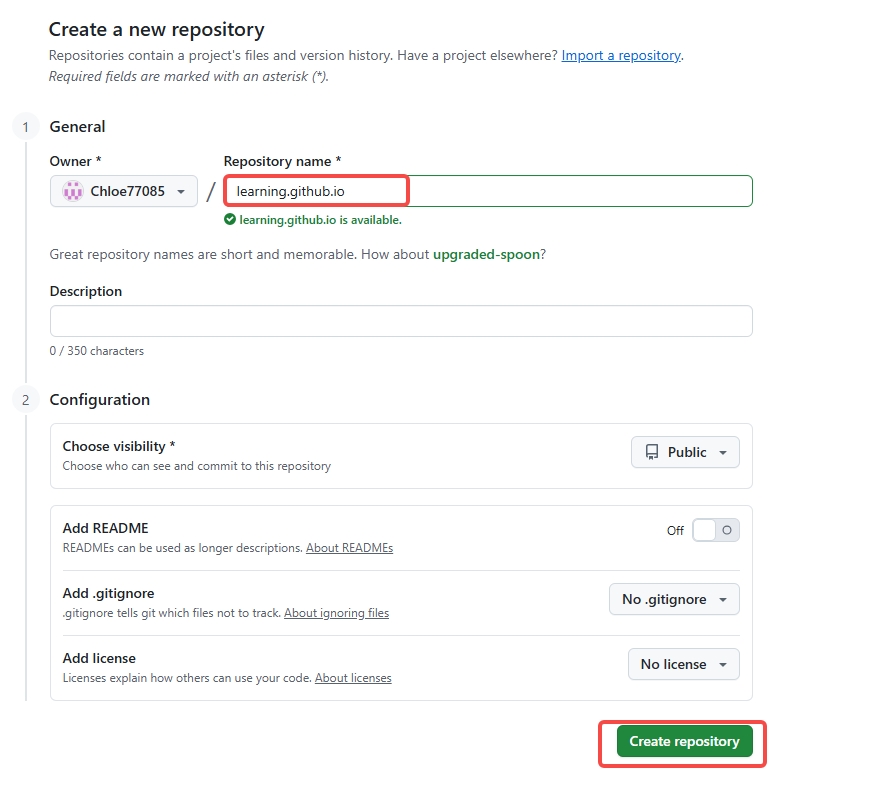 Create a new repository
Repositories contain a project's files and version history. Have a project elsewhere? Import a repository.
Required fields are marked with an asterisk (*).
1 General
Owner * Repository name *
Chloe77085 / learning.github.io
learning.github.io is available.
Great repository names are short and memorable. How about upgraded-spoon?
Description
0 / 350 characters
2 Configuration
Choose visibility * Public
Choose who can see and commit to this repository
Add README Off
READMEs can be used as longer descriptions. About READMEs
Add .gitignore No .gitignore
.gitignore tells git which files not to track. About ignoring files
Add license No license
Licenses explain how others can use your code. About licenses
Create repository